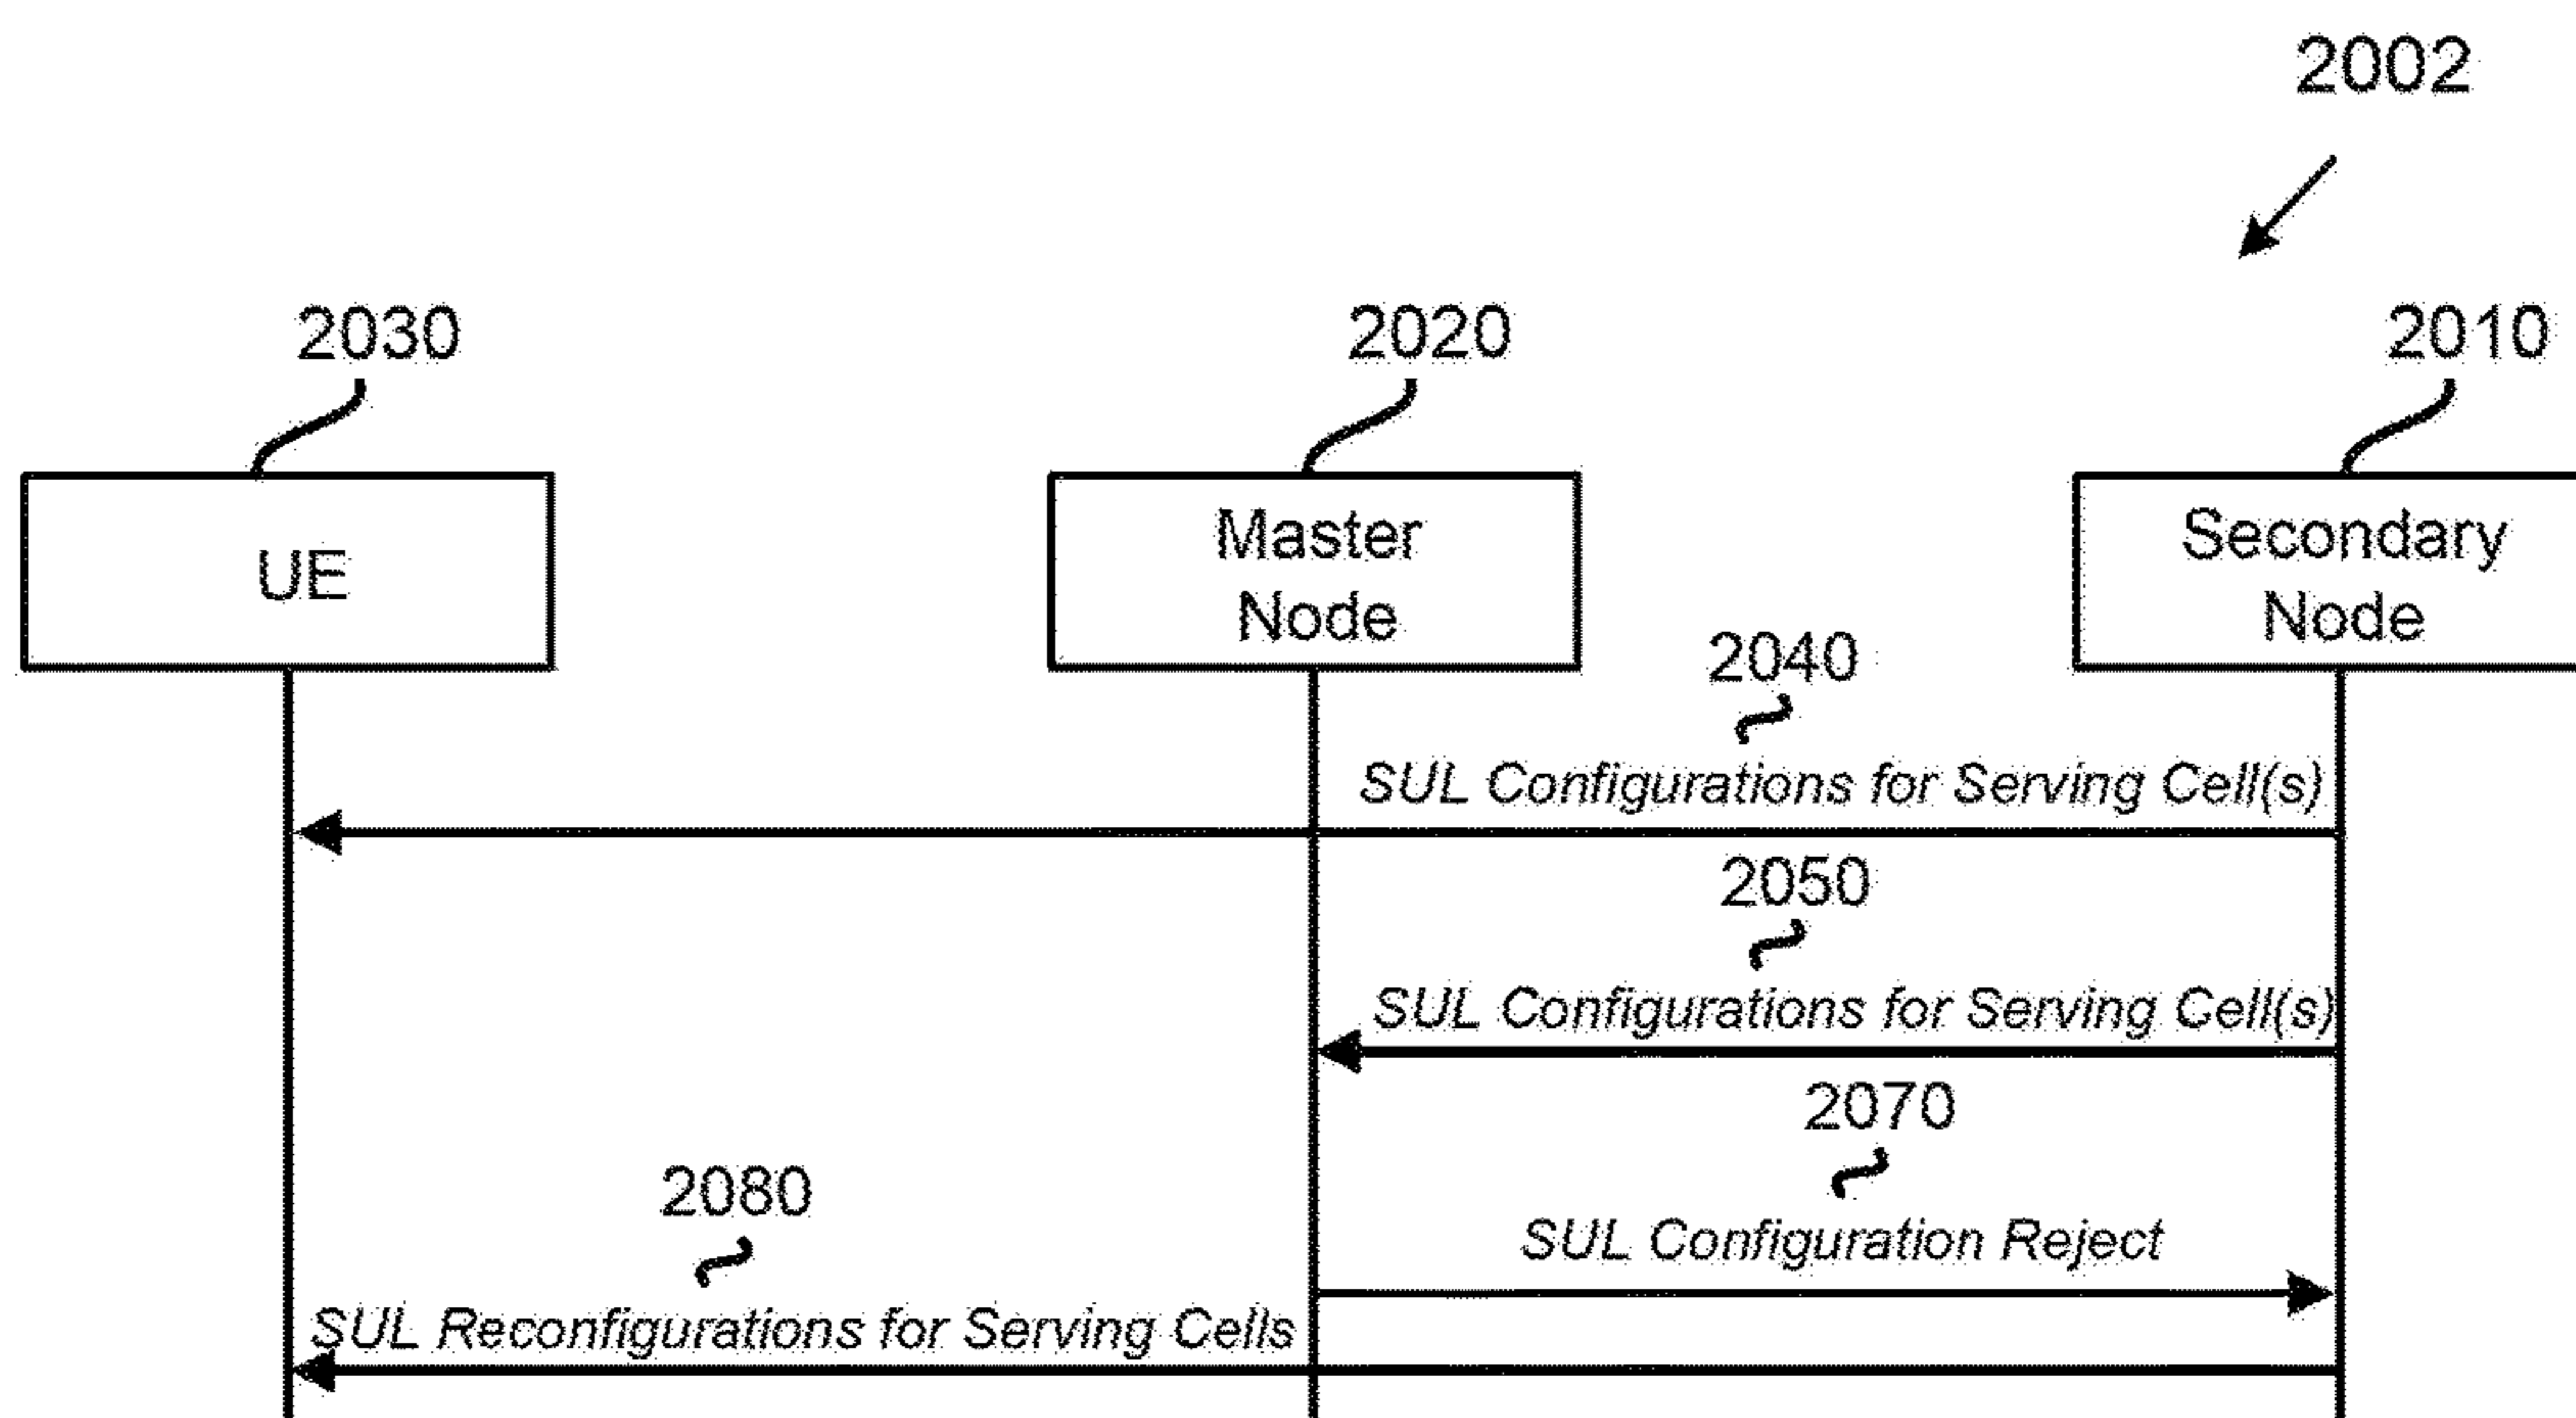 2002
2030
2020
2010
UE
Master
Node
Secondary
Node
2040
SUL Configurations for Serving Cell(s)
2050
SUL Configurations for Serving Cell(s)
2070
SUL Configuration Reject
2080
SUL Reconfigurations for Serving Cells